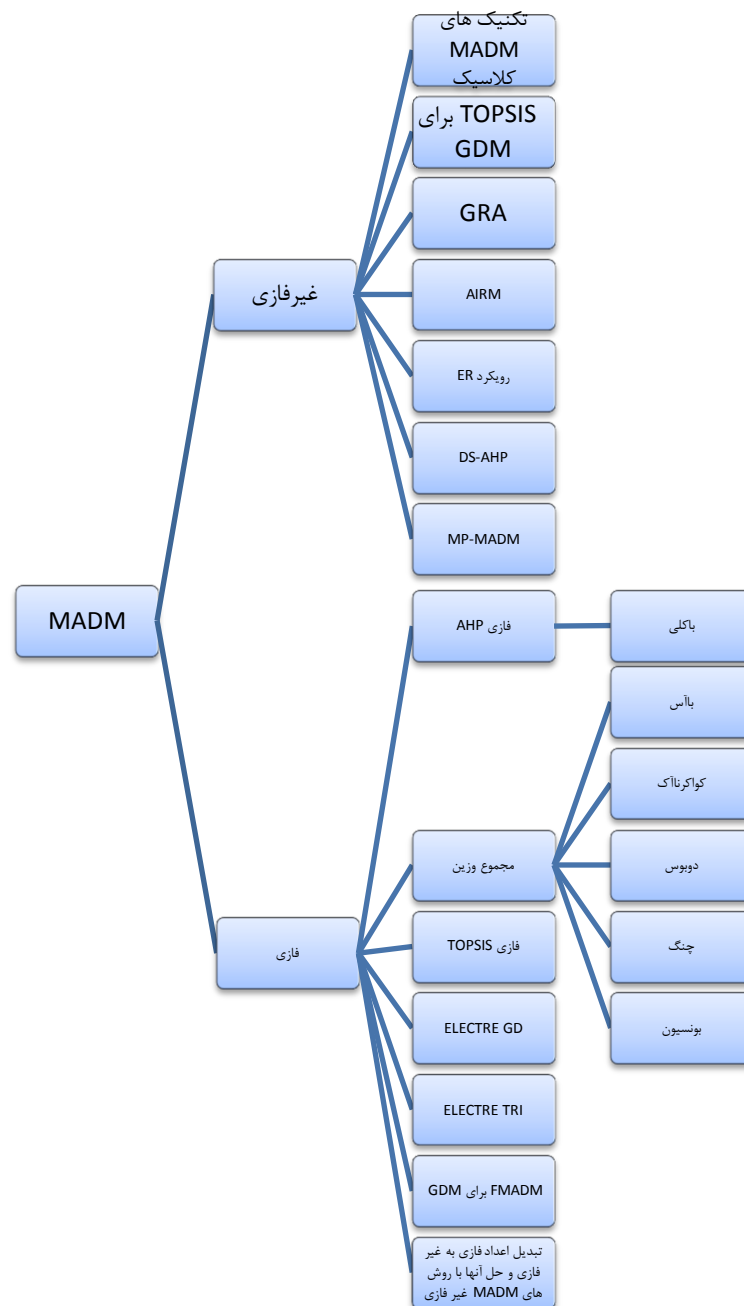 تکنیک های
MADM
کلاسیک
TOPSIS برای
GDM
GRA
غیرفازی
AIRM
رویکرد ER
DS-AHP
MP-MADM
MADM
فازی AHP
باکلی
باآس
کواکرناآک
مجموع وزین
دوبوس
فازی
فازی TOPSIS
چنگ
ELECTRE GD
بونسیون
ELECTRE TRI
FMADM برای GDM
تبدیل اعداد فازی به غیر
فازی و حل آنها با روش
های MADM غیر فازی